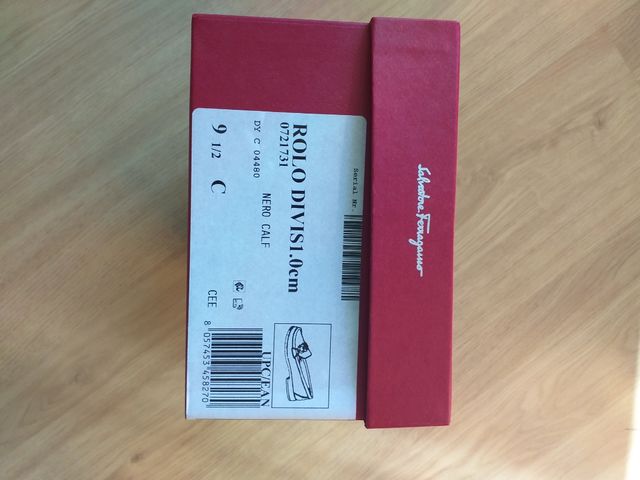 Salvatore Ferragamo
Serial Nr.
ROLO DIVIS1.0cm
0721731
DY C 04480
NERO CALF
9 1/2 C
CEE
UPC/EAN
8 057453 458270